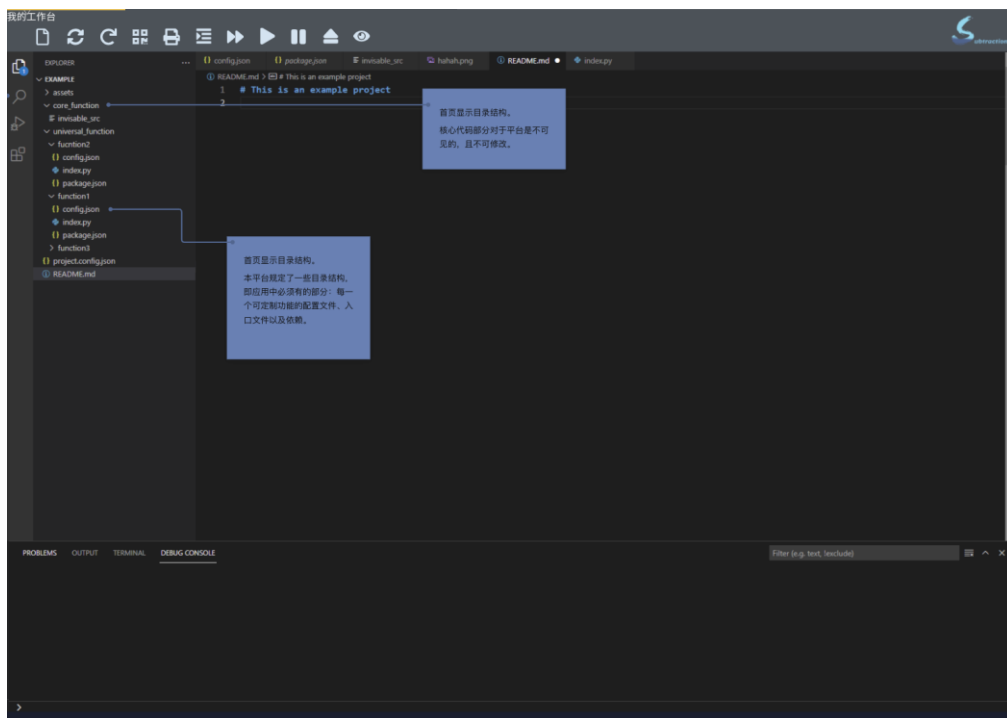 我的工作台
EXPLORER
...
EXAMPLE
assets
core_function
invisable_src
universal_function
fucntion2
config.json
index.py
package.json
function1
config.json
index.py
package.json
function3
project.config.json
README.md
config.json
package.json
invisable_src
hahah.png
README.md
index.py
README.md > # This is an example project
1 # This is an example project
2
首页显示目录结构。
核心代码部分对于平台是不可
见的，且不可修改。
首页显示目录结构。
本平台规定了一些目录结构，
即应用中必须有的部分：每一
个可定制功能的配置文件、入
口文件以及依赖。
PROBLEMS OUTPUT TERMINAL DEBUG CONSOLE
Filter (e.g. text, !exclude)
>